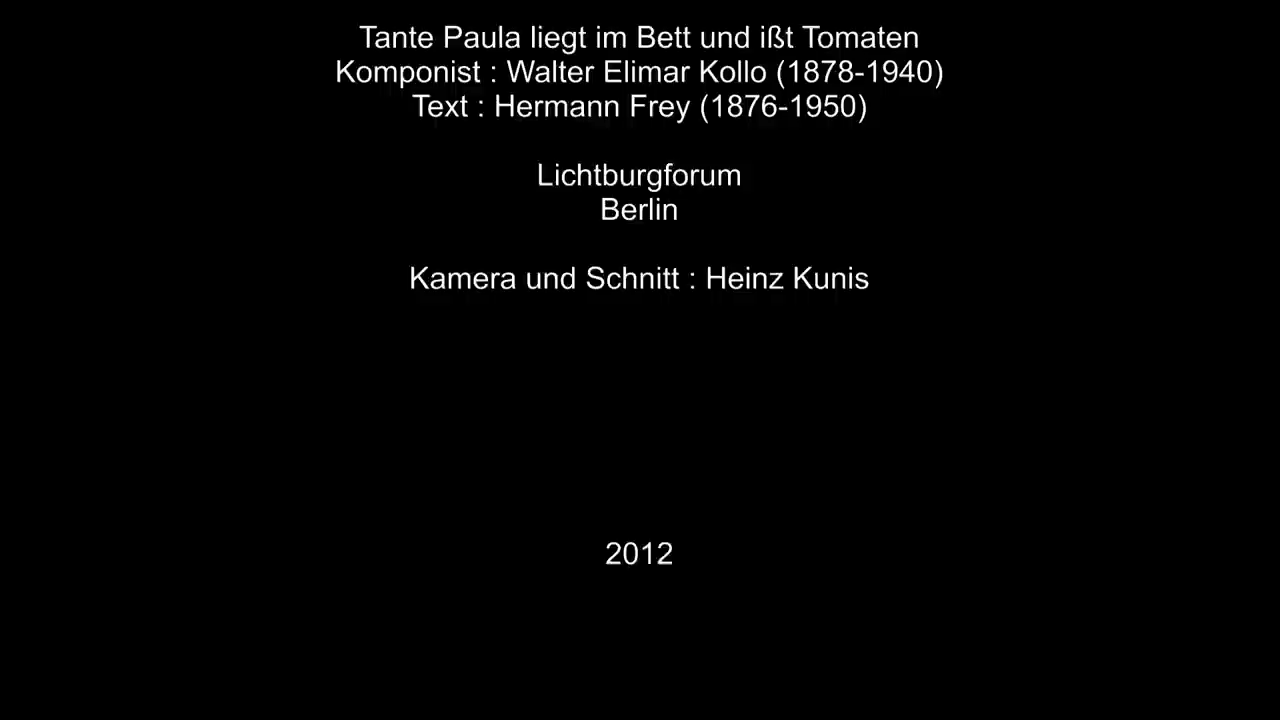 Tante Paula liegt im Bett und ißt Tomaten
Komponist : Walter Elimar Kollo (1878-1940)
Text : Hermann Frey (1876-1950)
Lichtburgforum
Berlin
Kamera und Schnitt : Heinz Kunis
2012